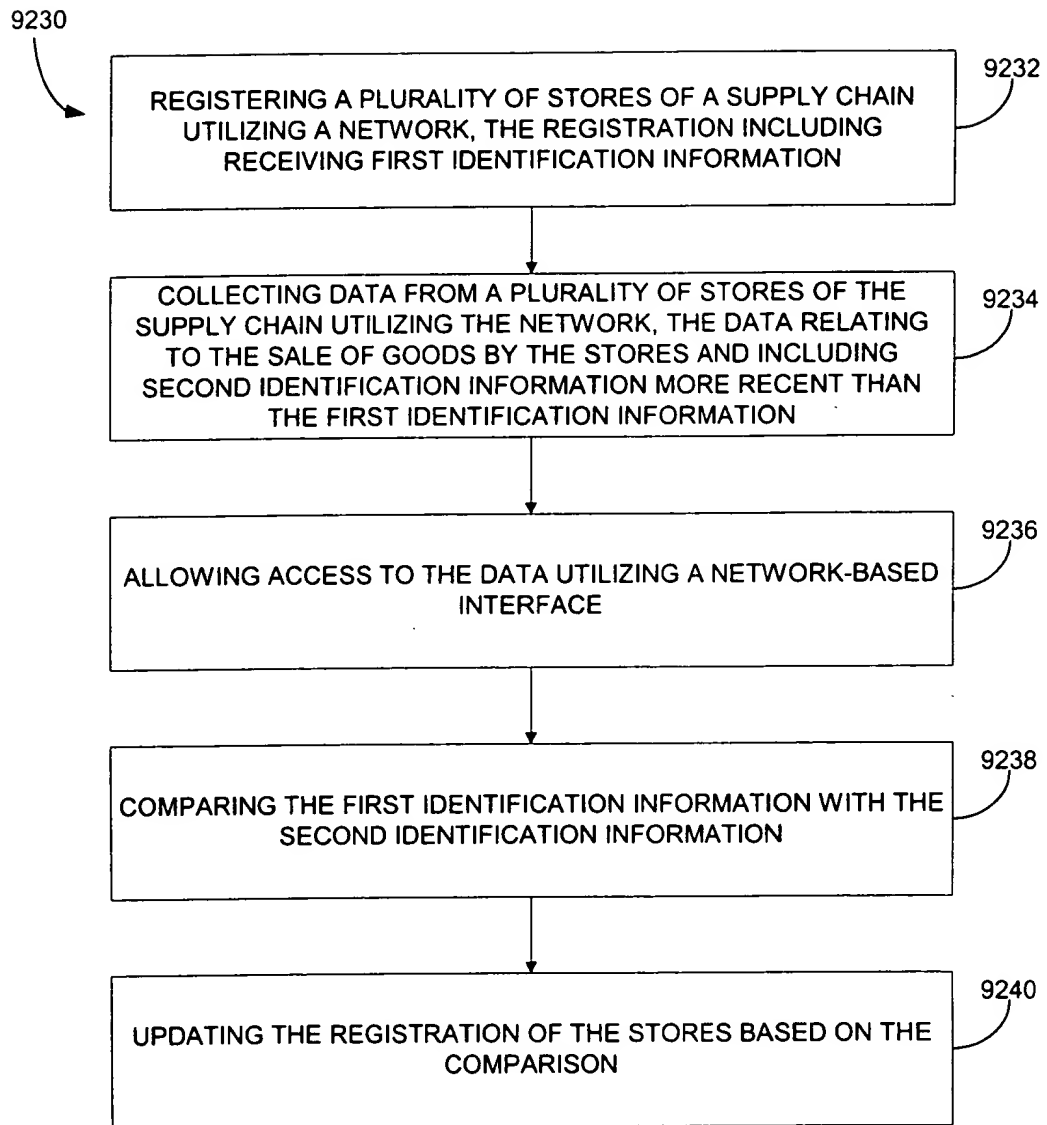 9230
9232
REGISTERING A PLURALITY OF STORES OF A SUPPLY CHAIN
UTILIZING A NETWORK, THE REGISTRATION INCLUDING
RECEIVING FIRST IDENTIFICATION INFORMATION
9234
COLLECTING DATA FROM A PLURALITY OF STORES OF THE
SUPPLY CHAIN UTILIZING THE NETWORK, THE DATA RELATING
TO THE SALE OF GOODS BY THE STORES AND INCLUDING
SECOND IDENTIFICATION INFORMATION MORE RECENT THAN
THE FIRST IDENTIFICATION INFORMATION
9236
ALLOWING ACCESS TO THE DATA UTILIZING A NETWORK-BASED
INTERFACE
9238
COMPARING THE FIRST IDENTIFICATION INFORMATION WITH THE
SECOND IDENTIFICATION INFORMATION
9240
UPDATING THE REGISTRATION OF THE STORES BASED ON THE
COMPARISON